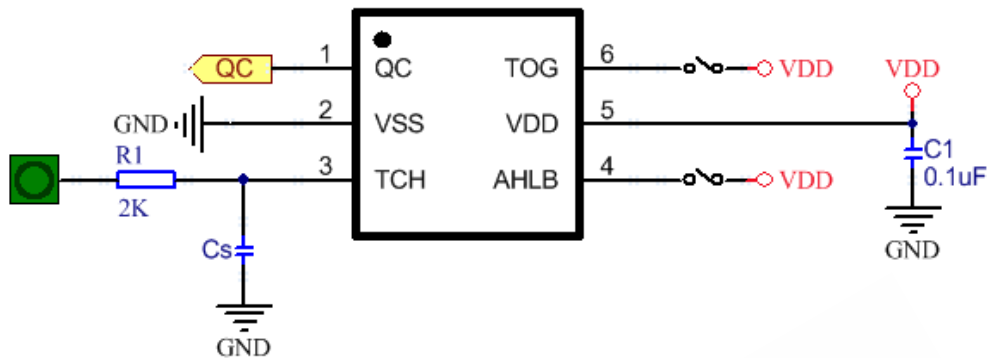 QC 1 QC TOG 6 VDD VDD
GND 2 VSS VDD 5
R1 3 TCH AHLB 4 VDD C1
2K 0.1uF
Cs GND
GND